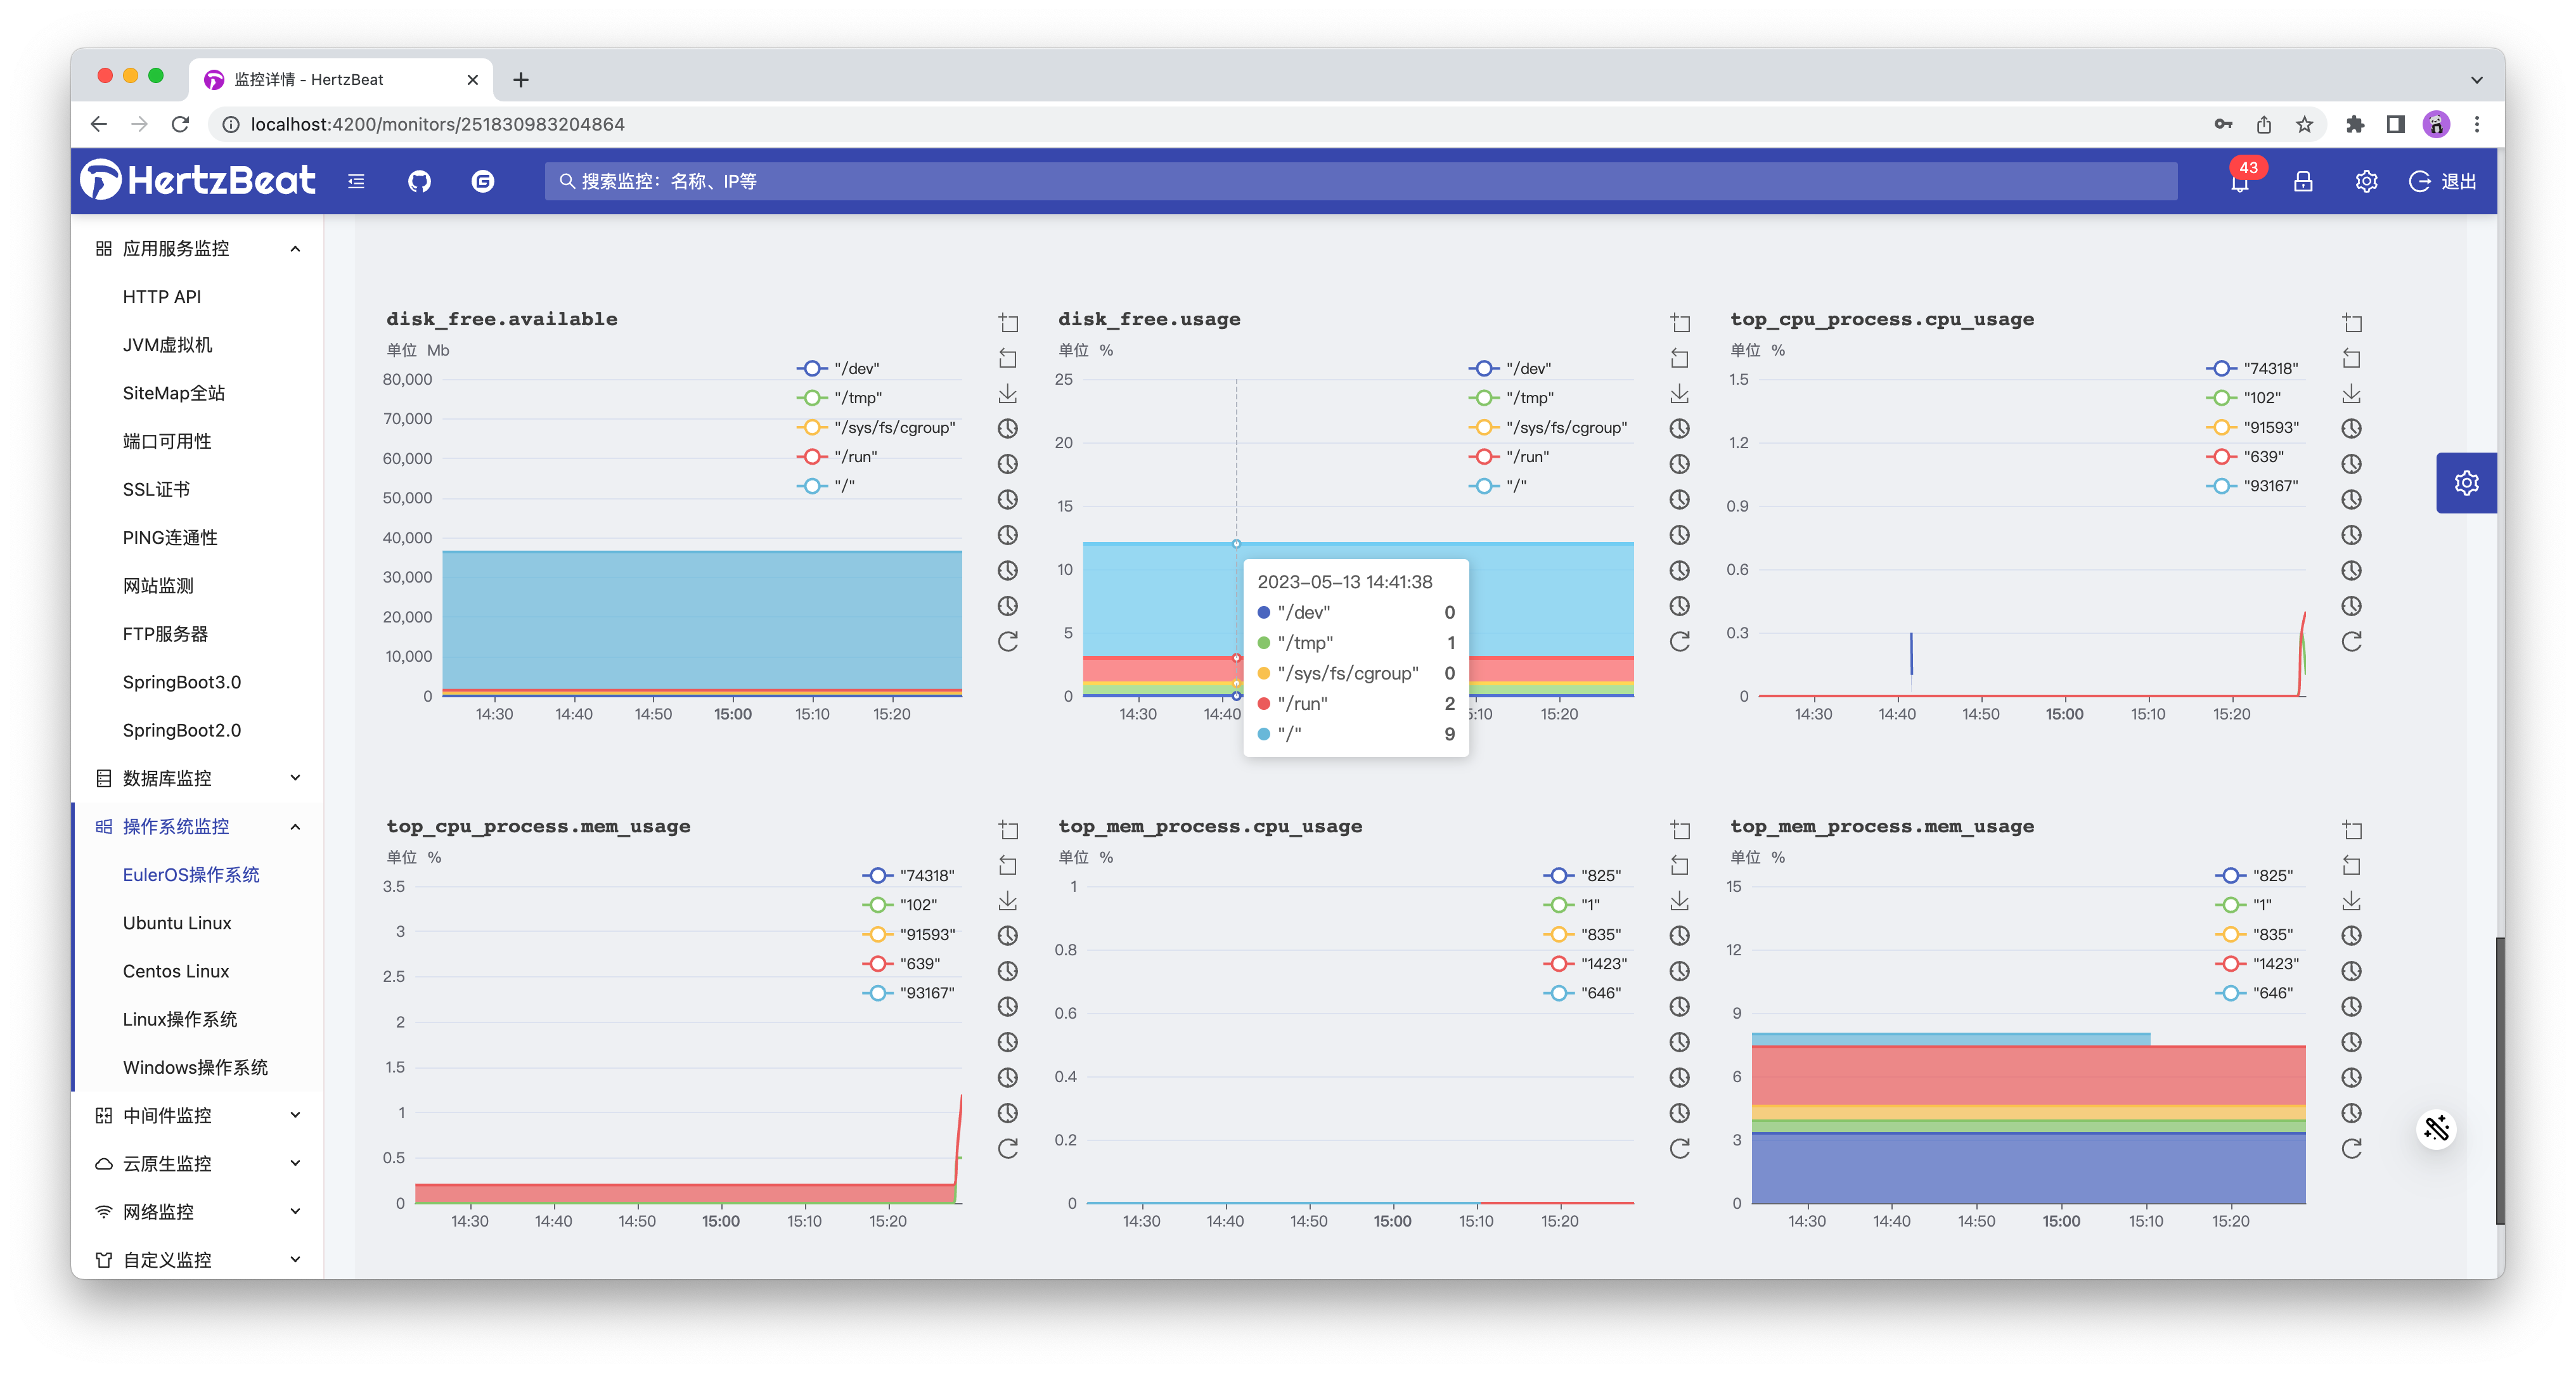 监控详情 - HertzBeat
localhost:4200/monitors/251830983204864
HertzBeat
搜索监控：名称、IP等
43
退出
应用服务监控
HTTP API
JVM虚拟机
SiteMap全站
端口可用性
SSL证书
PING连通性
网站监测
FTP服务器
SpringBoot3.0
SpringBoot2.0
数据库监控
操作系统监控
EulerOS操作系统
Ubuntu Linux
Centos Linux
Linux操作系统
Windows操作系统
中间件监控
云原生监控
网络监控
自定义监控
disk_free.available
单位 Mb
"/dev"
"/tmp"
"/sys/fs/cgroup"
"/run"
"/"
80,000
70,000
60,000
50,000
40,000
30,000
20,000
10,000
0
14:30 14:40 14:50 15:00 15:10 15:20
disk_free.usage
单位 %
"/dev"
"/tmp"
"/sys/fs/cgroup"
"/run"
"/"
25
20
15
10
5
0
14:30 14:40 5:10 15:20
2023-05-13 14:41:38
"/dev" 0
"/tmp" 1
"/sys/fs/cgroup" 0
"/run" 2
"/" 9
top_cpu_process.cpu_usage
单位 %
"74318"
"102"
"91593"
"639"
"93167"
1.5
1.2
0.9
0.6
0.3
0
14:30 14:40 14:50 15:00 15:10 15:20
top_cpu_process.mem_usage
单位 %
"74318"
"102"
"91593"
"639"
"93167"
3.5
3
2.5
2
1.5
1
0.5
0
14:30 14:40 14:50 15:00 15:10 15:20
top_mem_process.cpu_usage
单位 %
"825"
"1"
"835"
"1423"
"646"
1
0.8
0.6
0.4
0.2
0
14:30 14:40 14:50 15:00 15:10 15:20
top_mem_process.mem_usage
单位 %
"825"
"1"
"835"
"1423"
"646"
15
12
9
6
3
0
14:30 14:40 14:50 15:00 15:10 15:20